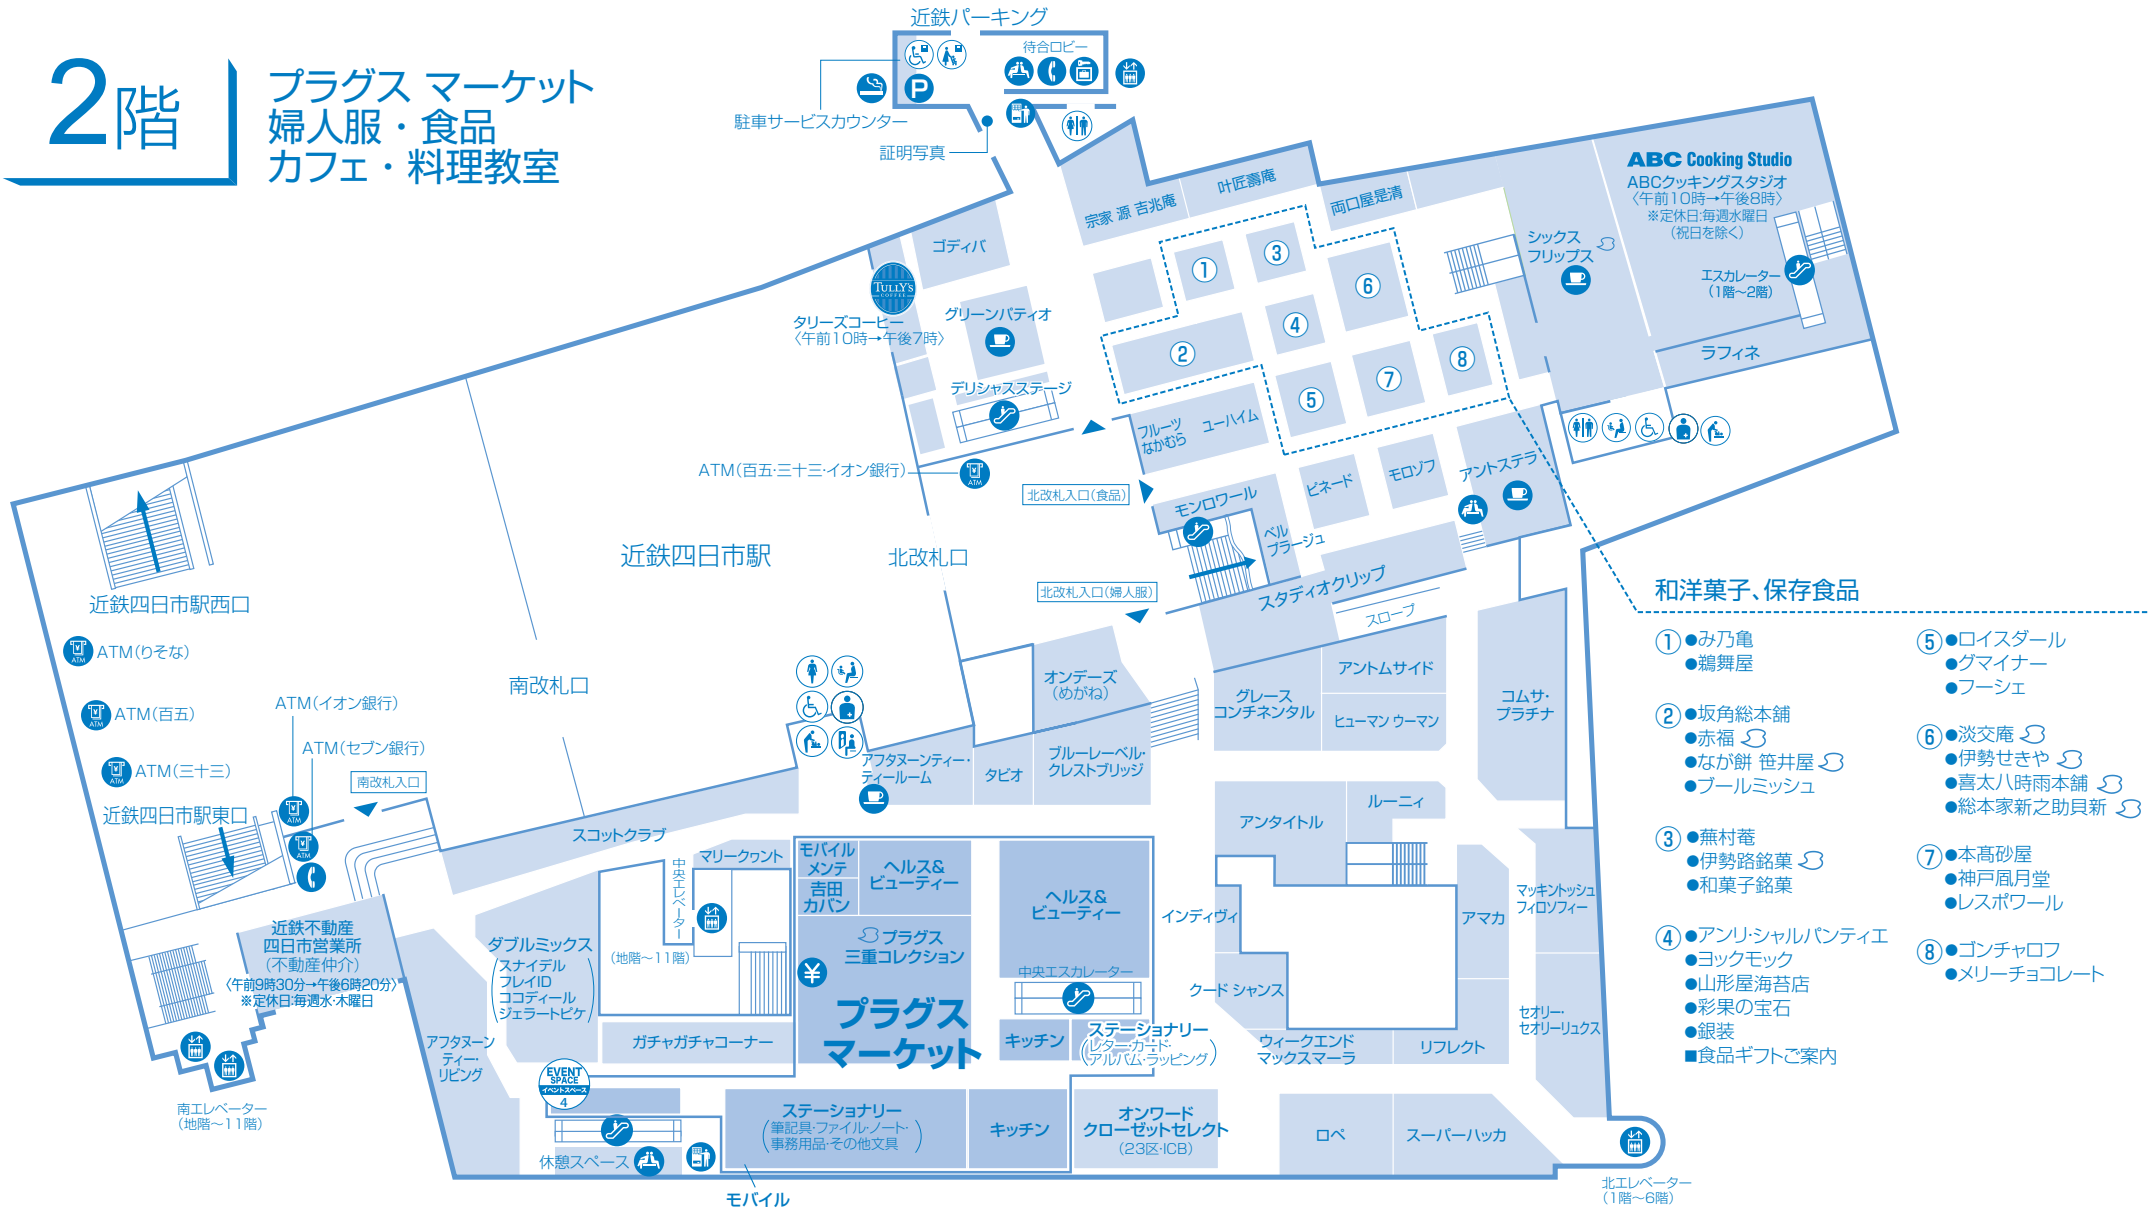 2階
プラグス マーケット
婦人服・食品
カフェ・料理教室
近鉄パーキング
待合ロビー
P
駐車サービスカウンター
証明写真
宗家 源 吉兆庵
叶匠壽庵
両口屋是清
ABC Cooking Studio
ABCクッキングスタジオ
〈午前10時→午後8時〉
※定休日:毎週水曜日
(祝日を除く)
エスカレーター
(1階〜2階)
シックス
フリップス
ラフィネ
ゴディバ
TULLY'S
COFFEE
タリーズコーヒー
〈午前10時→午後7時〉
グリーンパティオ
デリシャスステージ
①
②
③
④
⑤
⑥
⑦
⑧
フルーツ
なかむら
ユーハイム
ATM(百五・三十三・イオン銀行)
ATM
北改札入口(食品)
モンロワール
ビネード
モロゾフ
アントステラ
ベル
プラージュ
スタディオクリップ
スロープ
近鉄四日市駅
北改札口
北改札入口(婦人服)
南改札口
近鉄四日市駅西口
ATM
ATM(りそな)
ATM
ATM(百五)
ATM
ATM(三十三)
ATM(イオン銀行)
ATM(セブン銀行)
南改札入口
近鉄四日市駅東口
ATM
ATM
オンデーズ
(めがね)
グレース
コンチネンタル
アントムサイド
ヒューマン ウーマン
コムサ・
プラチナ
アフタヌーンティー・
ティールーム
タビオ
ブルーレーベル・
クレストブリッジ
スコットクラブ
マリークヮント
中央エレベーター
(地階〜11階)
モバイル
メンテ
吉田
カバン
ヘルス&
ビューティー
ヘルス&
ビューティー
プラグス
三重コレクション
¥
プラグス
マーケット
中央エスカレーター
キッチン
ステーショナリー
(レター・カード・
アルバム・ラッピング)
アンタイトル
ルーニィ
インディヴィ
アマカ
マッキントッシュ
フィロソフィー
クード シャンス
ウィークエンド
マックスマーラ
リフレクト
セオリー・
セオリーリュクス
近鉄不動産
四日市営業所
(不動産仲介)
〈午前9時30分→午後6時20分〉
※定休日:毎週水・木曜日
ダブルミックス
(スナイデル
フレイID
ココディール
ジェラートピケ)
ガチャガチャコーナー
アフタヌーン
ティー・
リビング
EVENT
SPACE
イベントスペース
4
南エレベーター
(地階〜11階)
休憩スペース
ステーショナリー
(筆記具・ファイル・ノート・
事務用品・その他文具)
キッチン
モバイル
オンワード
クローゼットセレクト
(23区・ICB)
ロペ
スーパーハッカ
北エレベーター
(1階〜6階)
和洋菓子、保存食品
①●み乃亀
●鵜舞屋
②●坂角総本舗
●赤福
●なが餅 笹井屋
●ブールミッシュ
③●蕪村菴
●伊勢路銘菓
●和菓子銘菓
④●アンリ・シャルパンティエ
●ヨックモック
●山形屋海苔店
●彩果の宝石
●銀装
■食品ギフトご案内
⑤●ロイスダール
●グマイナー
●フーシェ
⑥●淡交庵
●伊勢せきや
●喜太八時雨本舗
●総本家新之助貝新
⑦●本髙砂屋
●神戸凮月堂
●レスポワール
⑧●ゴンチャロフ
●メリーチョコレート